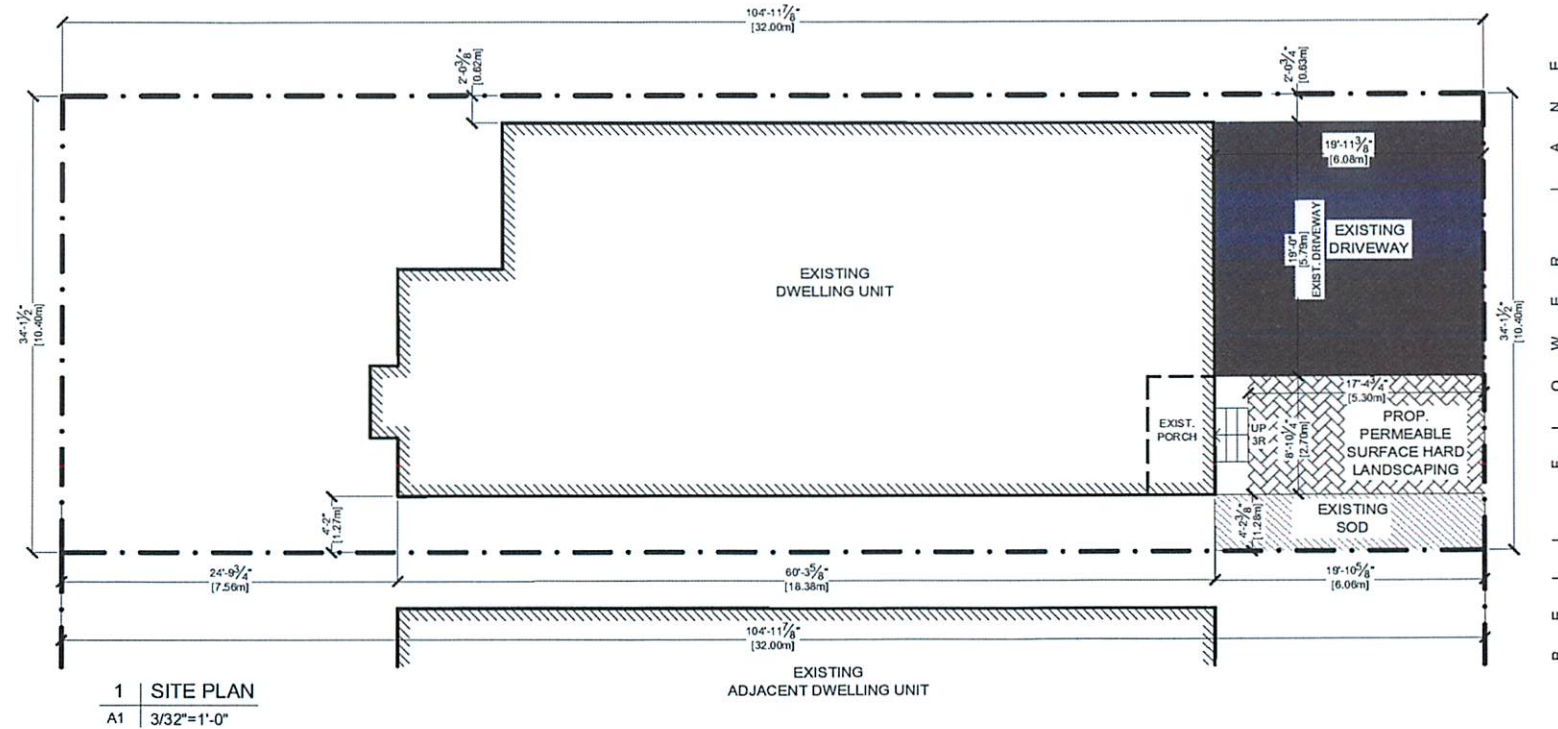 104'-11⅞"
[32.00m]
2'-0⅜"
[0.62m]
2'-0¾"
[0.63m]
19'-11⅜"
[6.08m]
34'-1½"
[10.40m]
EXISTING
DWELLING UNIT
19'-0"
[5.79m]
EXIST. DRIVEWAY
EXISTING
DRIVEWAY
34'-1½"
[10.40m]
BELLFLOWER LANE
17'-4¾"
[5.30m]
EXIST.
PORCH
UP
3R
8'-10¼"
[2.70m]
PROP.
PERMEABLE
SURFACE HARD
LANDSCAPING
4'-2"
[1.27m]
4'-2⅜"
[1.28m]
EXISTING
SOD
24'-9¾"
[7.56m]
60'-3⅝"
[18.38m]
19'-10⅝"
[6.06m]
104'-11⅞"
[32.00m]
EXISTING
ADJACENT DWELLING UNIT
1 SITE PLAN
A1 3/32"=1'-0"